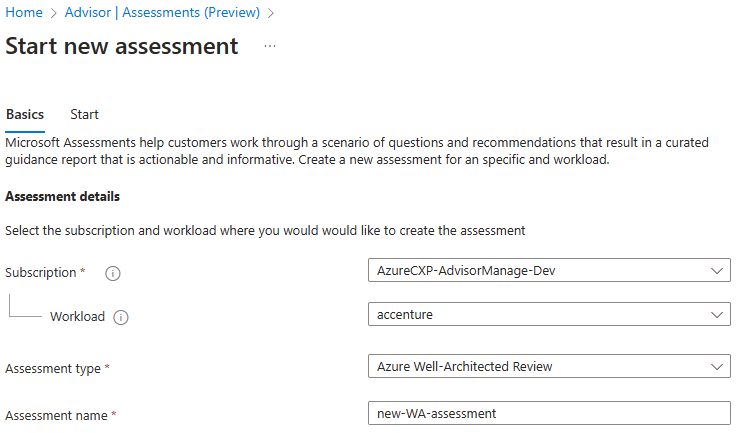 Home > Advisor | Assessments (Preview) >
Start new assessment ...
Basics Start
Microsoft Assessments help customers work through a scenario of questions and recommendations that result in a curated
guidance report that is actionable and informative. Create a new assessment for an specific and workload.
Assessment details
Select the subscription and workload where you would would like to create the assessment
Subscription * AzureCXP-AdvisorManage-Dev
Workload accenture
Assessment type * Azure Well-Architected Review
Assessment name * new-WA-assessment